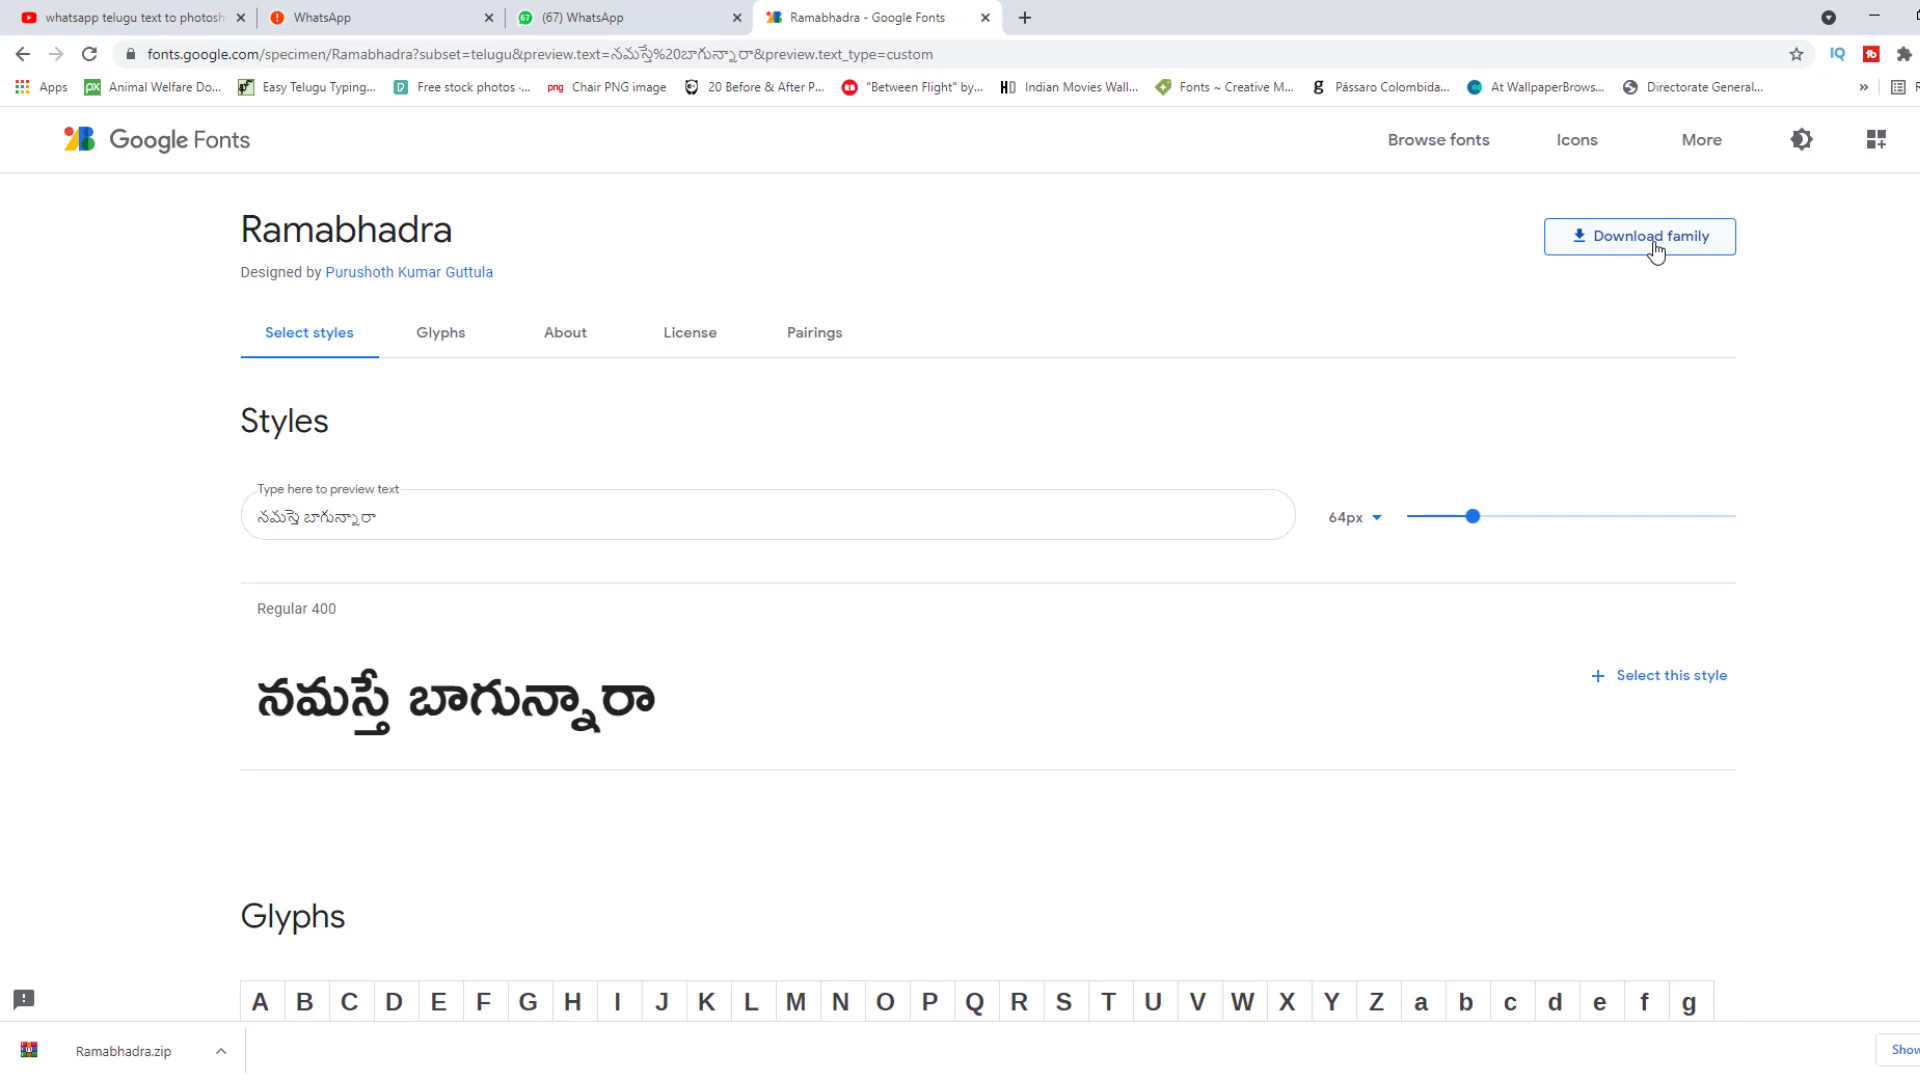 whatsapp telugu text to photosh
WhatsApp
(67) WhatsApp
Ramabhadra - Google Fonts
fonts.google.com/specimen/Ramabhadra?subset=telugu&preview.text=నమస్తే%20బాగున్నారా&preview.text_type=custom
Apps
Animal Welfare Do...
Easy Telugu Typing...
Free stock photos ·...
Chair PNG image
20 Before & After P...
"Between Flight" by...
Indian Movies Wall...
Fonts ~ Creative M...
Pássaro Colombida...
At WallpaperBrows...
Directorate General...
Google Fonts
Browse fonts
Icons
More
Ramabhadra
Download family
Designed by Purushoth Kumar Guttula
Select styles
Glyphs
About
License
Pairings
Styles
Type here to preview text
నమస్తే బాగున్నారా
64px
Regular 400
నమస్తే బాగున్నారా
Select this style
Glyphs
A B C D E F G H I J K L M N O P Q R S T U V W X Y Z a b c d e f g
Ramabhadra.zip
Show